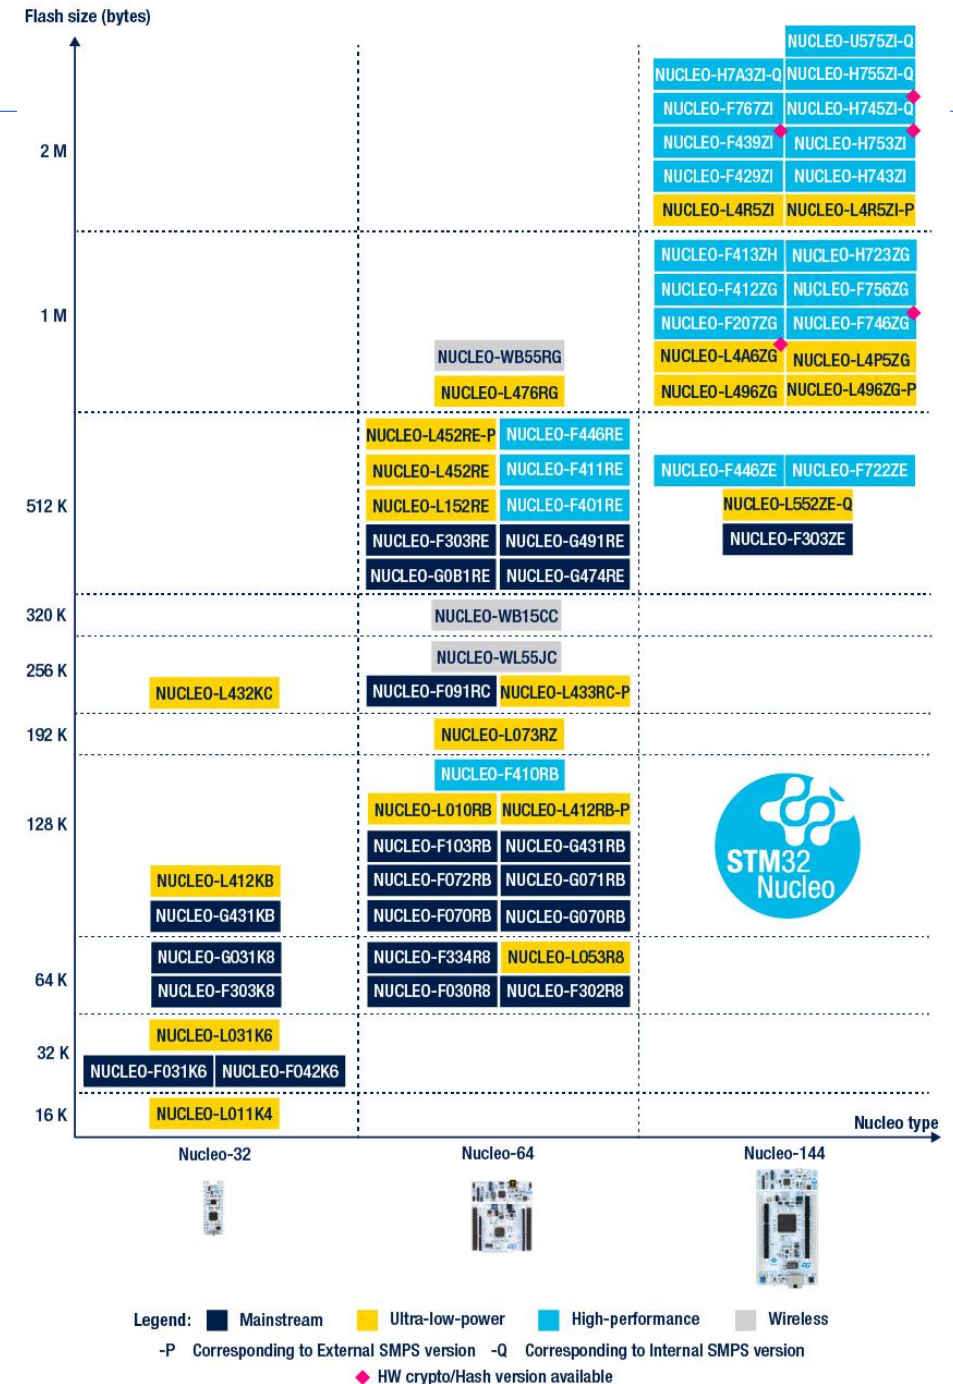 Flash size (bytes)
NUCLEO-U575ZI-Q
NUCLEO-H7A3ZI-Q NUCLEO-H755ZI-Q
NUCLEO-F767ZI NUCLEO-H745ZI-Q
2 M NUCLEO-F439ZI NUCLEO-H753ZI
NUCLEO-F429ZI NUCLEO-H743ZI
NUCLEO-L4R5ZI NUCLEO-L4R5ZI-P
NUCLEO-F413ZH NUCLEO-H723ZG
NUCLEO-F412ZG NUCLEO-F756ZG
1 M NUCLEO-F207ZG NUCLEO-F746ZG
NUCLEO-WB55RG NUCLEO-L4A6ZG NUCLEO-L4P5ZG
NUCLEO-L476RG NUCLEO-L496ZG NUCLEO-L496ZG-P
NUCLEO-L452RE-P NUCLEO-F446RE
NUCLEO-L452RE NUCLEO-F411RE NUCLEO-F446ZE NUCLEO-F722ZE
512 K NUCLEO-L152RE NUCLEO-F401RE NUCLEO-L552ZE-Q
NUCLEO-F303RE NUCLEO-G491RE NUCLEO-F303ZE
NUCLEO-G0B1RE NUCLEO-G474RE
320 K NUCLEO-WB15CC
256 K NUCLEO-WL55JC
NUCLEO-L432KC NUCLEO-F091RC NUCLEO-L433RC-P
192 K NUCLEO-L073RZ
NUCLEO-F410RB
128 K NUCLEO-L010RB NUCLEO-L412RB-P
NUCLEO-F103RB NUCLEO-G431RB
NUCLEO-L412KB NUCLEO-F072RB NUCLEO-G071RB
NUCLEO-G431KB NUCLEO-F070RB NUCLEO-G070RB
STM32
Nucleo
NUCLEO-G031K8 NUCLEO-F334R8 NUCLEO-L053R8
64 K NUCLEO-F303K8 NUCLEO-F030R8 NUCLEO-F302R8
NUCLEO-L031K6
32 K NUCLEO-F031K6 NUCLEO-F042K6
16 K NUCLEO-L011K4
Nucleo type
Nucleo-32 Nucleo-64 Nucleo-144
Legend: Mainstream Ultra-low-power High-performance Wireless
-P Corresponding to External SMPS version -Q Corresponding to Internal SMPS version
HW crypto/Hash version available